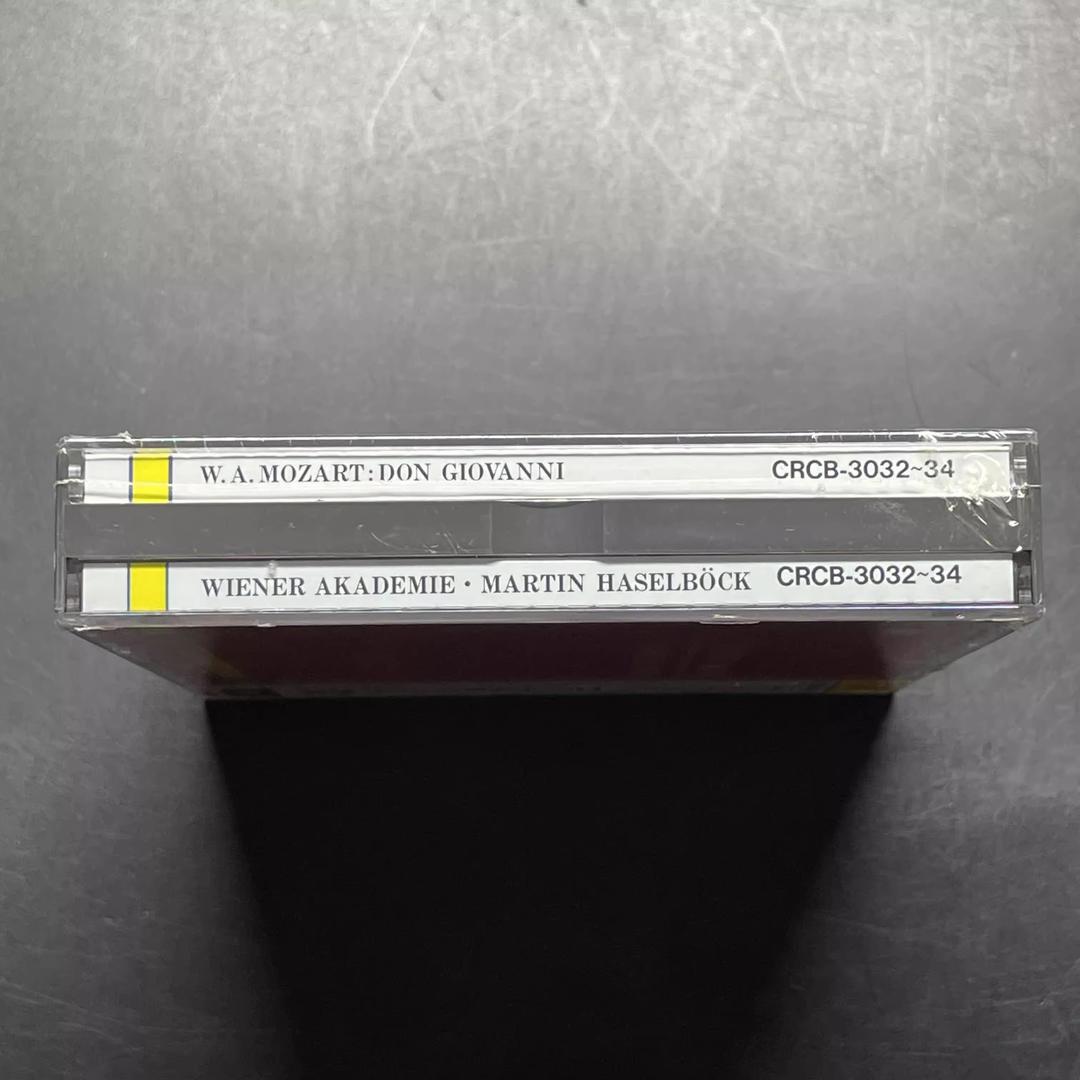 W. A. MOZART: DON GIOVANNI CRCB-3032~34
WIENER AKADEMIE • MARTIN HASELBÖCK CRCB-3032~34